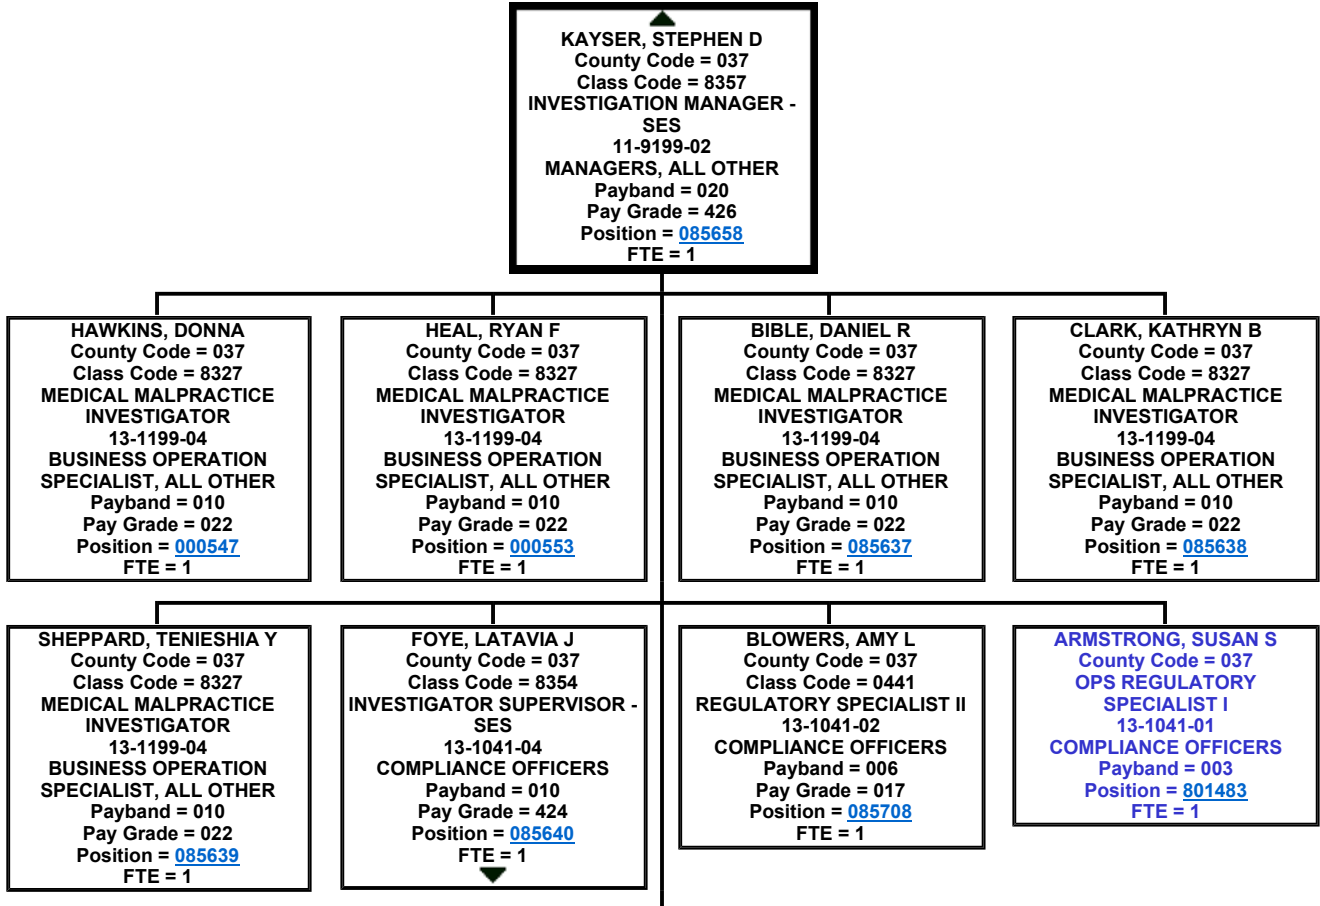 KAYSER, STEPHEN D
County Code = 037
Class Code = 8357
INVESTIGATION MANAGER -
SES
11-9199-02
MANAGERS, ALL OTHER
Payband = 020
Pay Grade = 426
Position = 085658
FTE = 1
HAWKINS, DONNA
County Code = 037
Class Code = 8327
MEDICAL MALPRACTICE
INVESTIGATOR
13-1199-04
BUSINESS OPERATION
SPECIALIST, ALL OTHER
Payband = 010
Pay Grade = 022
Position = 000547
FTE = 1
HEAL, RYAN F
County Code = 037
Class Code = 8327
MEDICAL MALPRACTICE
INVESTIGATOR
13-1199-04
BUSINESS OPERATION
SPECIALIST, ALL OTHER
Payband = 010
Pay Grade = 022
Position = 000553
FTE = 1
BIBLE, DANIEL R
County Code = 037
Class Code = 8327
MEDICAL MALPRACTICE
INVESTIGATOR
13-1199-04
BUSINESS OPERATION
SPECIALIST, ALL OTHER
Payband = 010
Pay Grade = 022
Position = 085637
FTE = 1
CLARK, KATHRYN B
County Code = 037
Class Code = 8327
MEDICAL MALPRACTICE
INVESTIGATOR
13-1199-04
BUSINESS OPERATION
SPECIALIST, ALL OTHER
Payband = 010
Pay Grade = 022
Position = 085638
FTE = 1
SHEPPARD, TENIESHIA Y
County Code = 037
Class Code = 8327
MEDICAL MALPRACTICE
INVESTIGATOR
13-1199-04
BUSINESS OPERATION
SPECIALIST, ALL OTHER
Payband = 010
Pay Grade = 022
Position = 085639
FTE = 1
FOYE, LATAVIA J
County Code = 037
Class Code = 8354
INVESTIGATOR SUPERVISOR -
SES
13-1041-04
COMPLIANCE OFFICERS
Payband = 010
Pay Grade = 424
Position = 085640
FTE = 1
BLOWERS, AMY L
County Code = 037
Class Code = 0441
REGULATORY SPECIALIST II
13-1041-02
COMPLIANCE OFFICERS
Payband = 006
Pay Grade = 017
Position = 085708
FTE = 1
ARMSTRONG, SUSAN S
County Code = 037
OPS REGULATORY
SPECIALIST I
13-1041-01
COMPLIANCE OFFICERS
Payband = 003
Position = 801483
FTE = 1